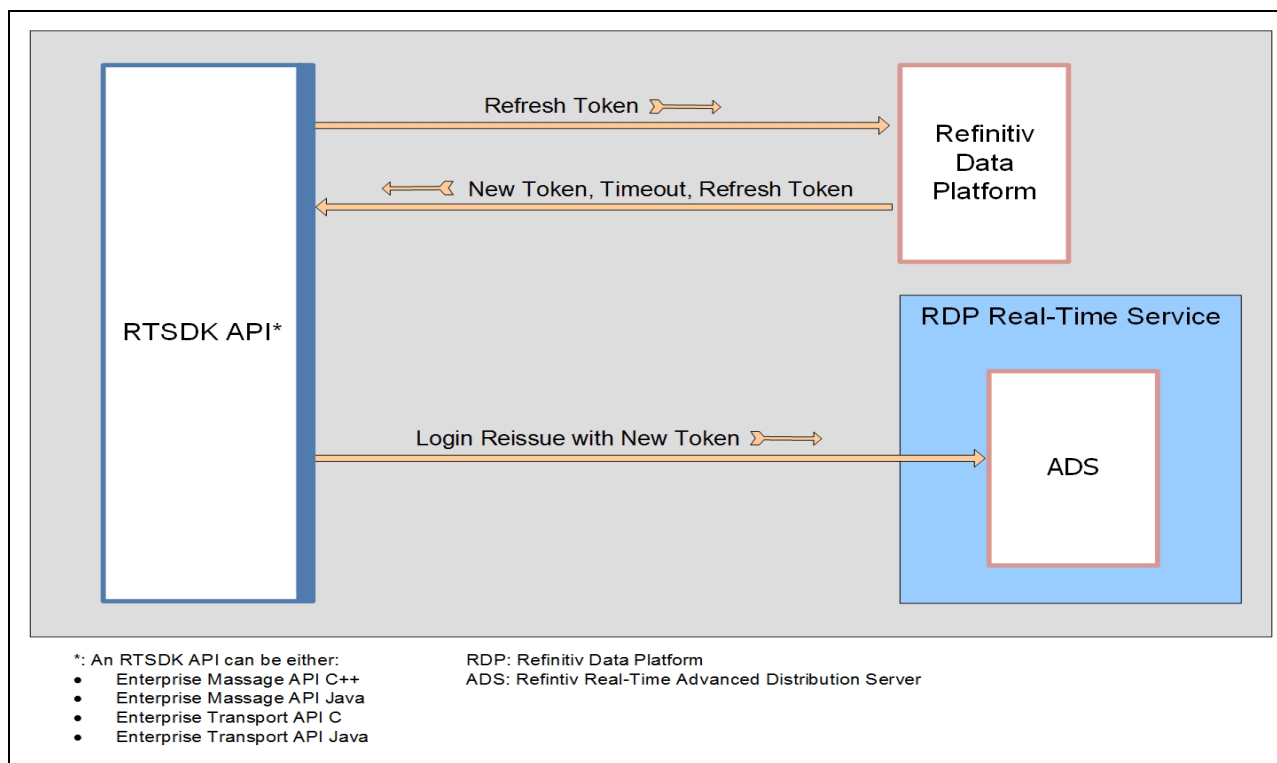 Refresh Token
Refinitiv
Data
Platform
New Token, Timeout, Refresh Token
RTSDK API*
RDP Real-Time Service
Login Reissue with New Token
ADS
*: An RTSDK API can be either:
● Enterprise Massage API C++
● Enterprise Massage API Java
● Enterprise Transport API C
● Enterprise Transport API Java
RDP: Refinitiv Data Platform
ADS: Refintiv Real-Time Advanced Distribution Server